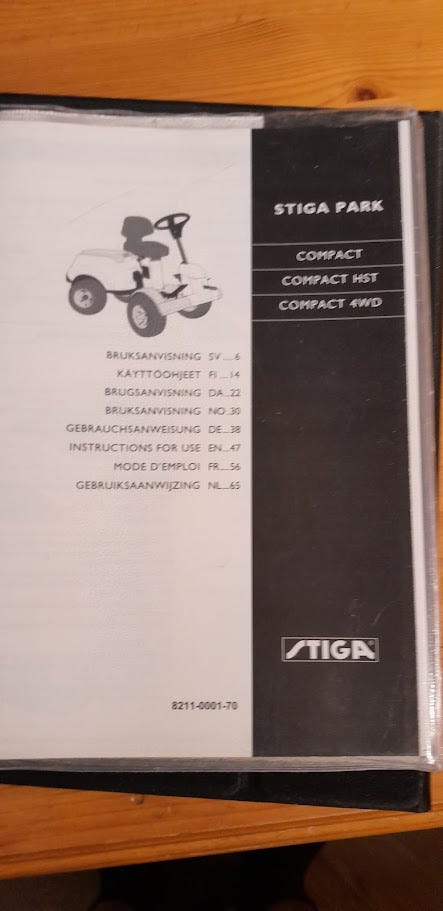 STIGA PARK
COMPACT
COMPACT HST
COMPACT 4WD
BRUKSANVISNING SV....6
KÄYTTÖOHJEET FI....14
BRUGSANVISNING DA...22
BRUKSANVISNING NO..30
GEBRAUCHSANWEISUNG DE...38
INSTRUCTIONS FOR USE EN...47
MODE D'EMPLOI FR....56
GEBRUIKSAANWIJZING NL...65
STIGA
8211-0001-70